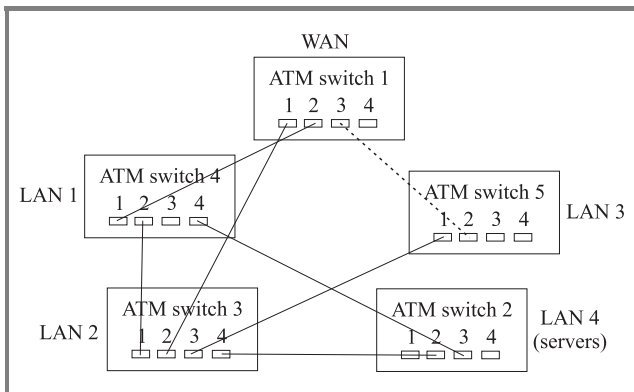 WAN
ATM switch 1
1 2 3 4
LAN 1
ATM switch 4
1 2 3 4
ATM switch 5
1 2 3 4
LAN 3
LAN 2
ATM switch 3
1 2 3 4
ATM switch 2
1 2 3 4
LAN 4
(servers)